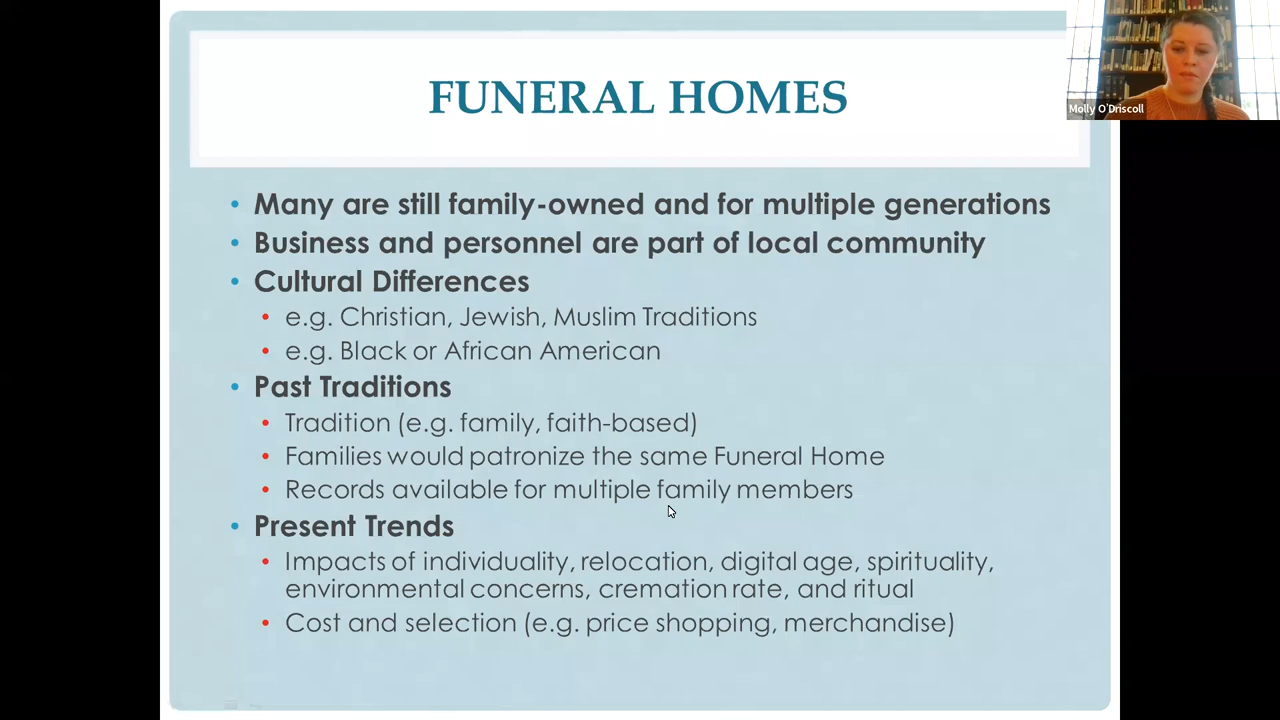 FUNERAL HOMES
Molly O'Driscoll
• Many are still family-owned and for multiple generations
• Business and personnel are part of local community
• Cultural Differences
• e.g. Christian, Jewish, Muslim Traditions
• e.g. Black or African American
• Past Traditions
• Tradition (e.g. family, faith-based)
• Families would patronize the same Funeral Home
• Records available for multiple family members
• Present Trends
• Impacts of individuality, relocation, digital age, spirituality,
environmental concerns, cremation rate, and ritual
• Cost and selection (e.g. price shopping, merchandise)